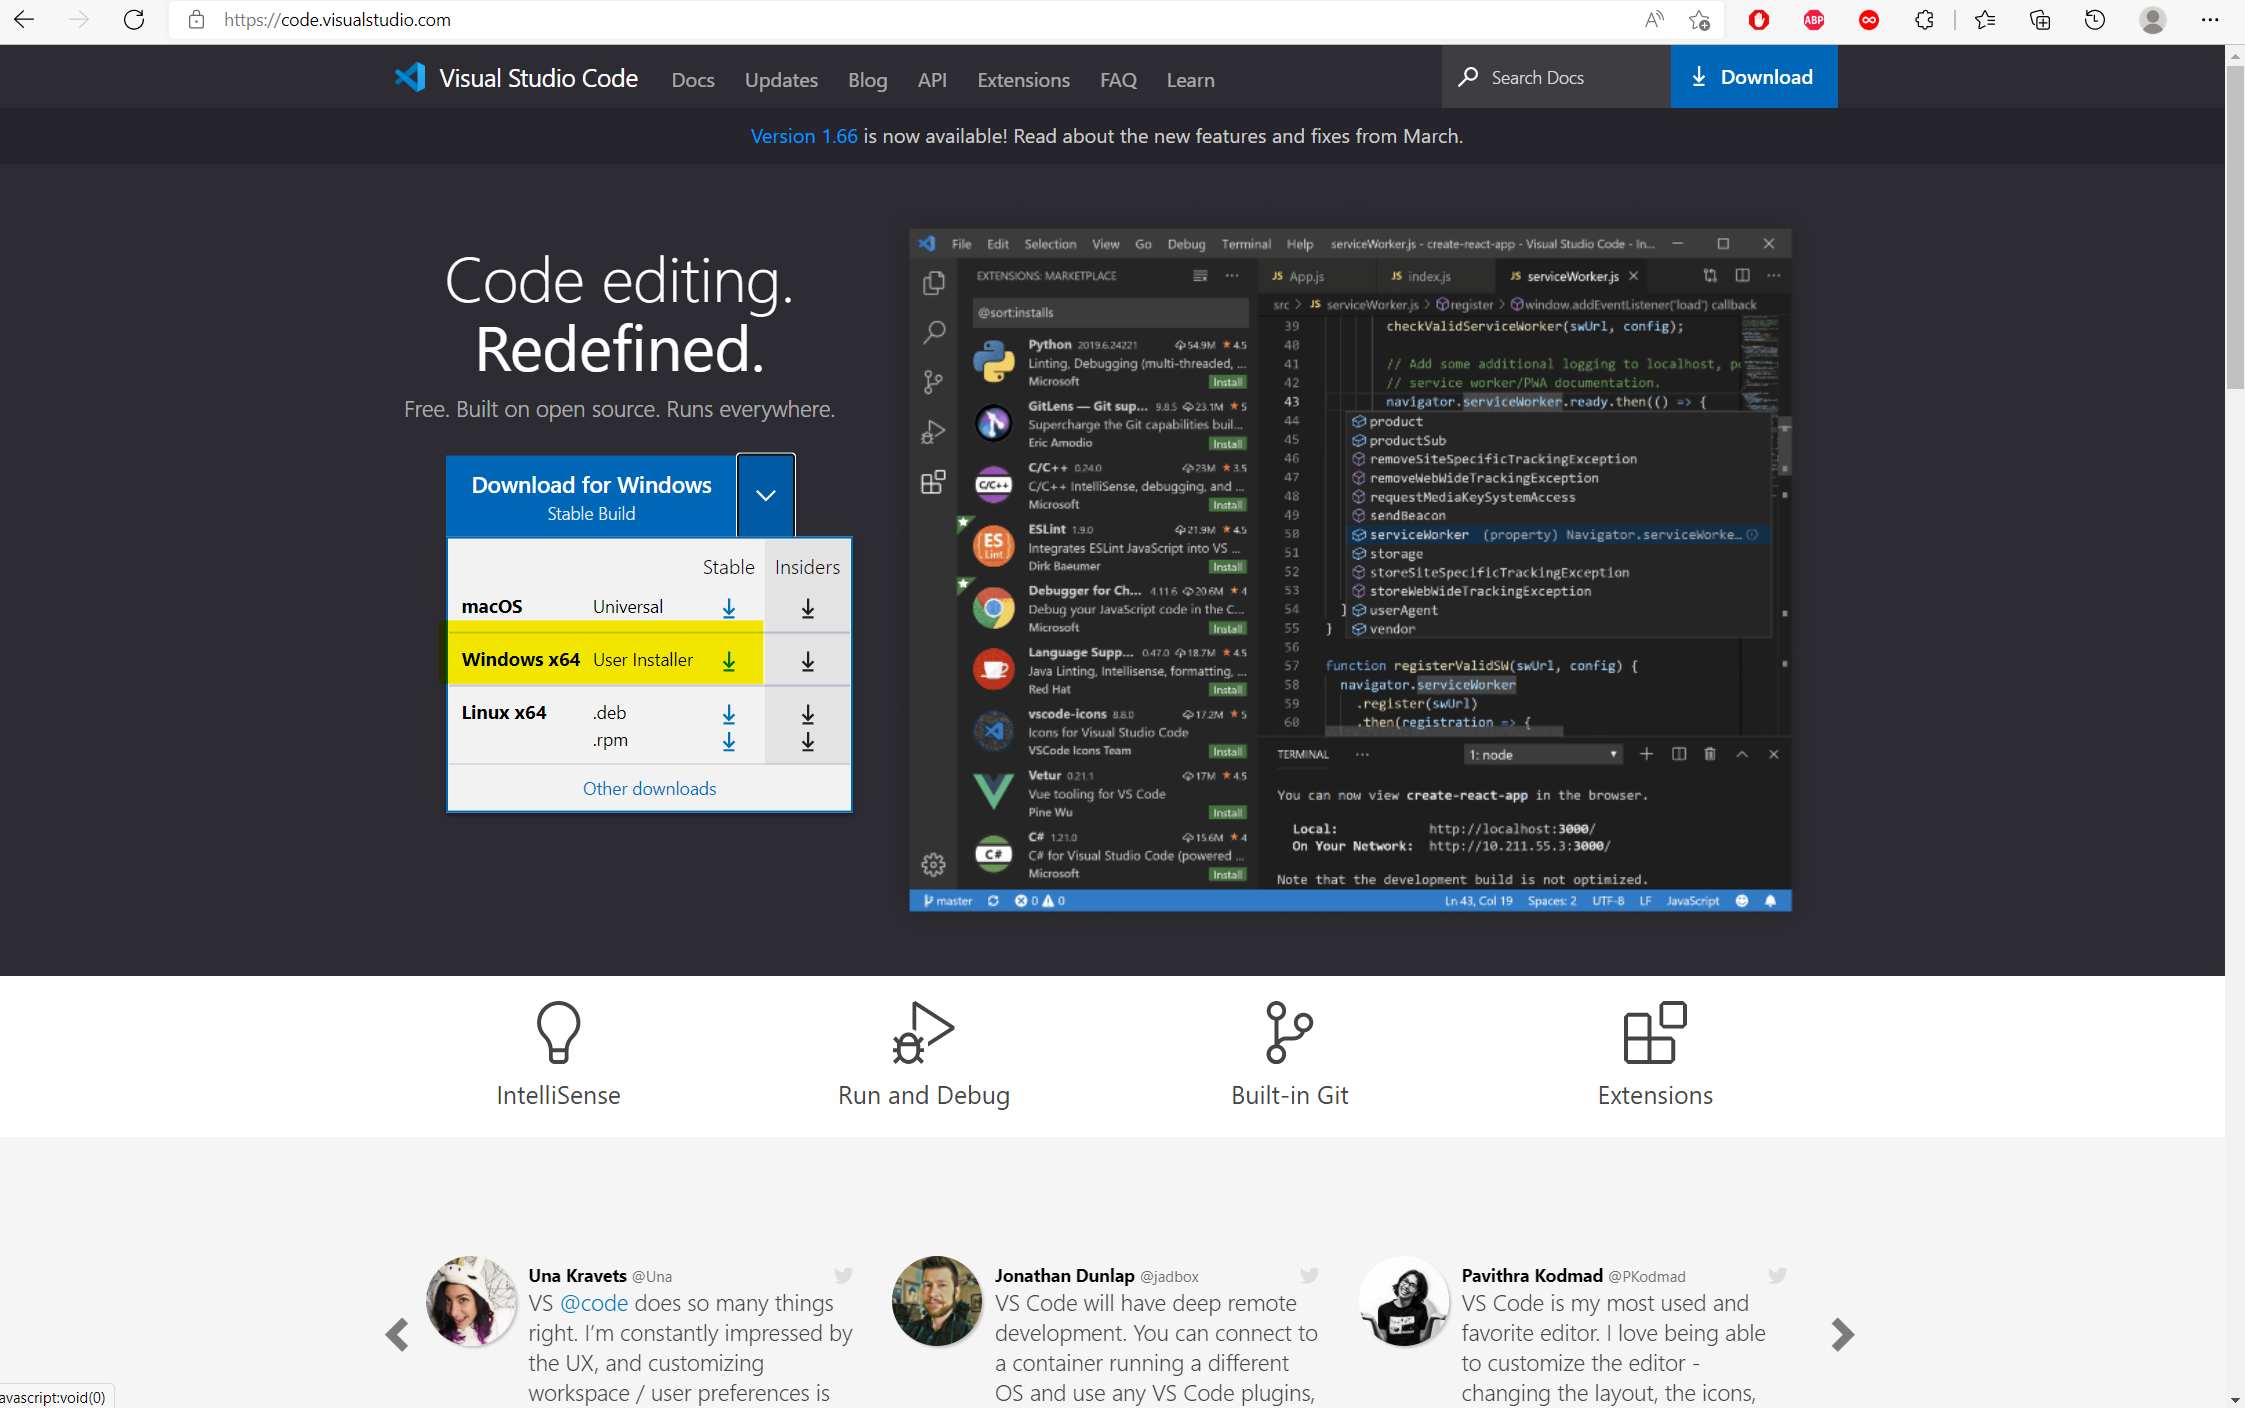 https://code.visualstudio.com
ABP
Visual Studio Code
Docs
Updates
Blog
API
Extensions
FAQ
Learn
Search Docs
Download
Version 1.66 is now available! Read about the new features and fixes from March.
Code editing.
Redefined.
Free. Built on open source. Runs everywhere.
Download for Windows
Stable Build
Stable Insiders
macOS Universal
Windows x64 User Installer
Linux x64 .deb
.rpm
Other downloads
File Edit Selection View Go Debug Terminal Help serviceWorker.js - create-react-app - Visual Studio Code - In...
EXTENSIONS: MARKETPLACE
@sort:installs
Python 2019.6.24221 54.9M 4.5
Linting, Debugging (multi-threaded, ...
Microsoft Install
GitLens — Git sup... 9.8.5 23.1M 5
Supercharge the Git capabilities buil...
Eric Amodio Install
C/C++ 0.24.0 23M 3.5
C/C++ IntelliSense, debugging, and ...
Microsoft Install
C/C++
ESLint 1.9.0 21.9M 4.5
Integrates ESLint JavaScript into VS ...
Dirk Baeumer Install
ES
Lint
Debugger for Ch... 4.11.6 20.6M 4
Debug your JavaScript code in the C...
Microsoft Install
Language Supp... 0.47.0 18.7M 4.5
Java Linting, Intellisense, formatting, ...
Red Hat Install
vscode-icons 8.8.0 17.2M 5
Icons for Visual Studio Code
VSCode Icons Team Install
Vetur 0.21.1 17M 4.5
Vue tooling for VS Code
Pine Wu Install
C# 1.21.0 15.6M 4
C# for Visual Studio Code (powered ...
Microsoft Install
C#
JS App.js JS index.js JS serviceWorker.js
src > JS serviceWorker.js > register > window.addEventListener('load') callback
39 checkValidServiceWorker(swUrl, config);
40
41 // Add some additional logging to localhost, p
42 // service worker/PWA documentation.
43 navigator.serviceWorker.ready.then(() => {
44 product
45 productSub
46 removeSiteSpecificTrackingException
47 removeWebWideTrackingException
48 requestMediaKeySystemAccess
49 sendBeacon
50 serviceWorker (property) Navigator.serviceWorke...
51 storage
52 storeSiteSpecificTrackingException
53 storeWebWideTrackingException
54 ] userAgent
55 } vendor
56
57 function registerValidSW(swUrl, config) {
58 navigator.serviceWorker
59 .register(swUrl)
60 .then(registration => {
TERMINAL ... 1: node
You can now view create-react-app in the browser.
Local: http://localhost:3000/
On Your Network: http://10.211.55.3:3000/
Note that the development build is not optimized.
master 0 0 Ln 43, Col 19 Spaces: 2 UTF-8 LF JavaScript
IntelliSense
Run and Debug
Built-in Git
Extensions
Una Kravets @Una
VS @code does so many things
right. I'm constantly impressed by
the UX, and customizing
workspace / user preferences is
Jonathan Dunlap @jadbox
VS Code will have deep remote
development. You can connect to
a container running a different
OS and use any VS Code plugins,
Pavithra Kodmad @PKodmad
VS Code is my most used and
favorite editor. I love being able
to customize the editor -
changing the layout, the icons,
avascript:void(0)